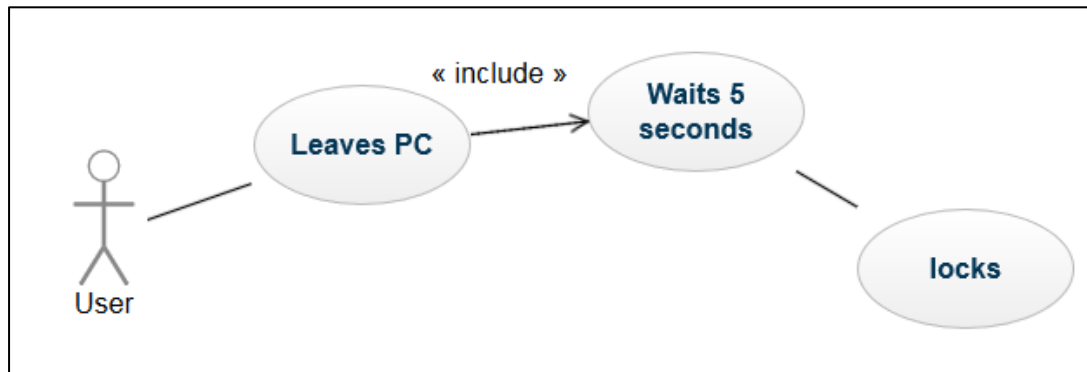 « include »
Waits 5
seconds
Leaves PC
locks
User